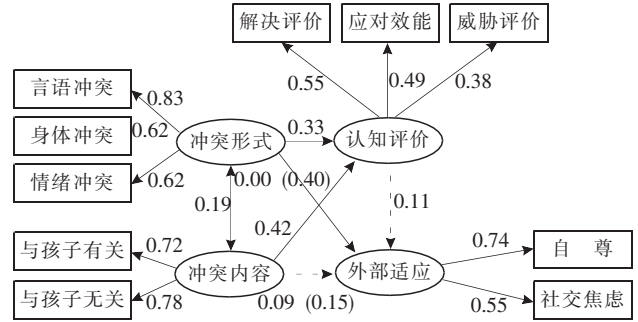 解决评价 应对效能 威胁评价
0.55 0.49 0.38
言语冲突
0.83
身体冲突
0.62
冲突形式
0.33
认知评价
情绪冲突
0.62
0.00 (0.40)
0.19
0.11
0.42
与孩子有关
0.72
0.74
自 尊
冲突内容
外部适应
与孩子无关
0.78
0.09 (0.15)
0.55
社交焦虑